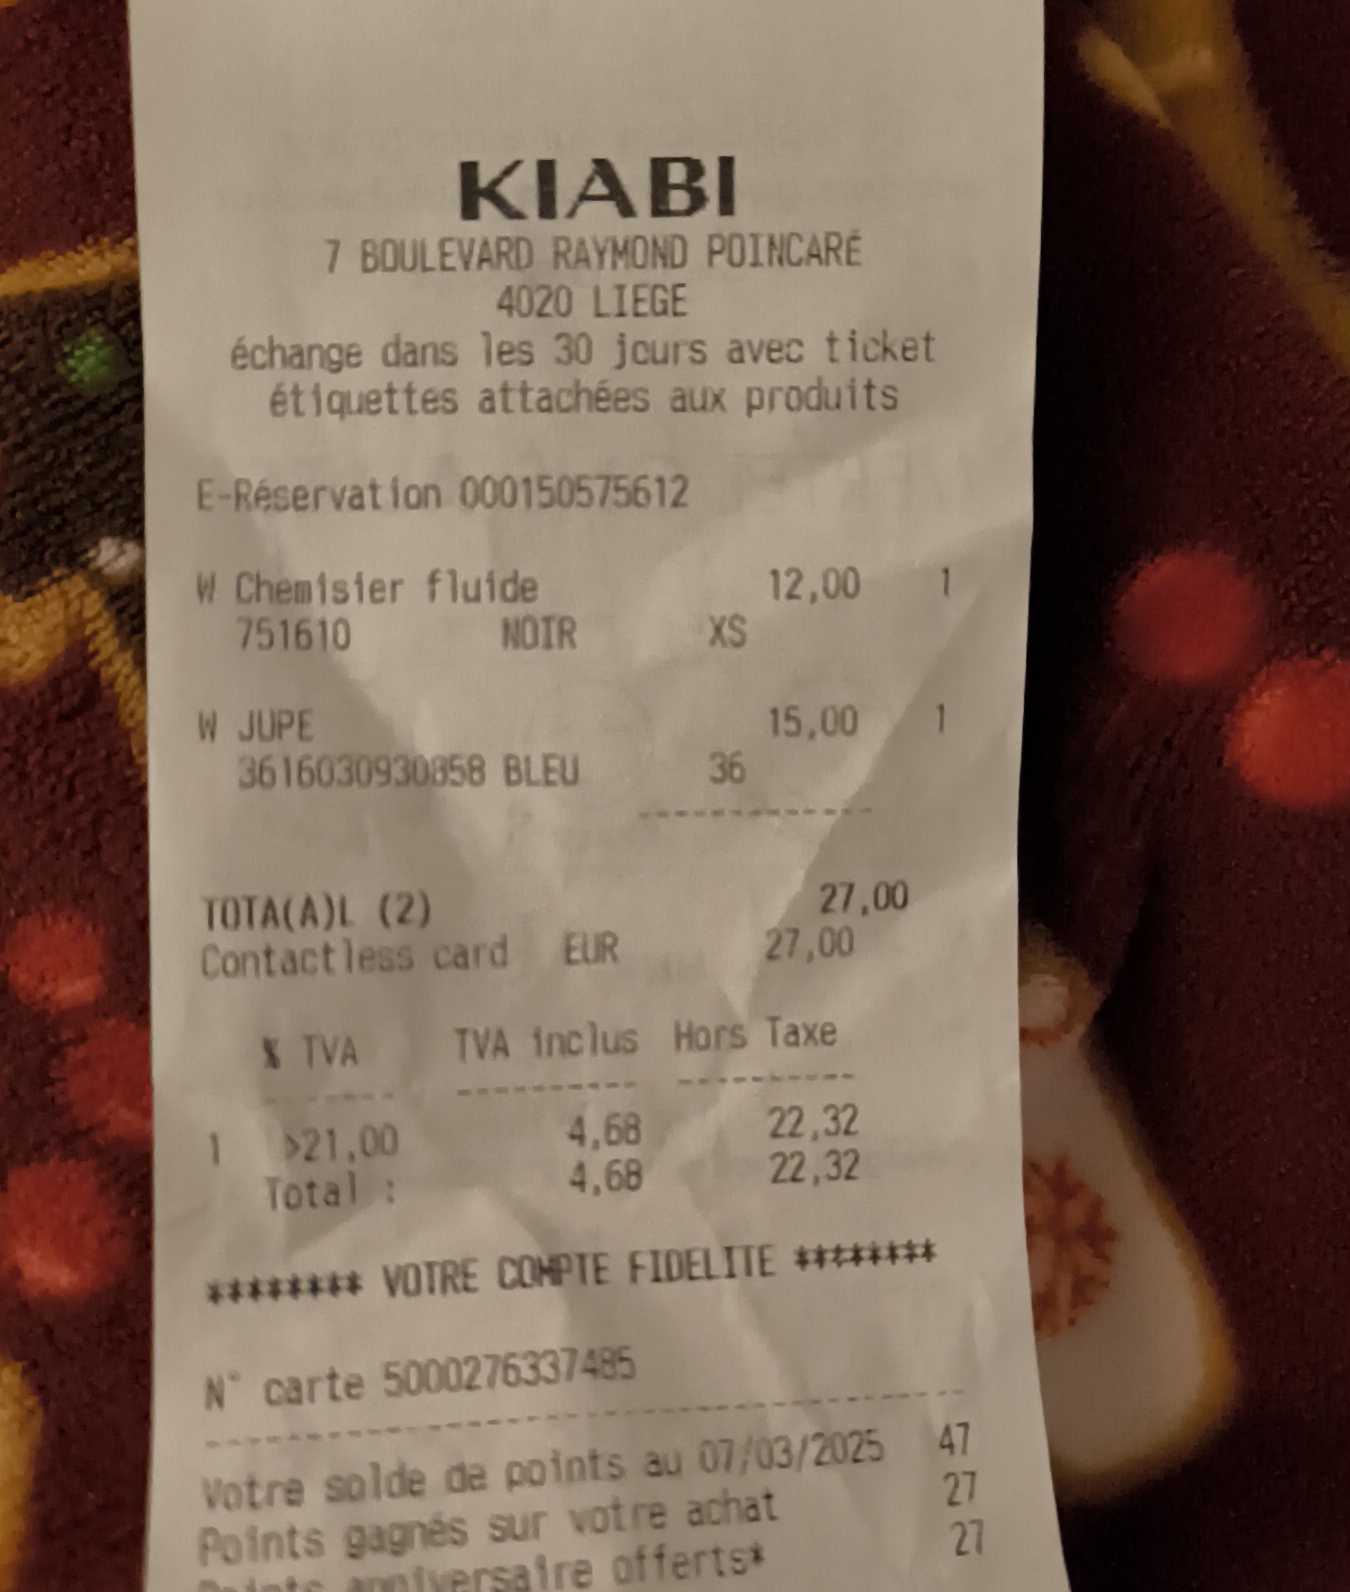 KIABI
7 BOULEVARD RAYMOND POINCARÉ
4020 LIEGE
échange dans les 30 jours avec ticket
étiquettes attachées aux produits
E-Réservation 000150575612
W Chemisier fluide 12,00 1
751610 NOIR XS
W JUPE 15,00 1
3616030930858 BLEU 36
------------
TOTA(A)L (2) 27,00
Contactless card EUR 27,00
% TVA TVA inclus Hors Taxe
------- ---------- ----------
1 >21,00 4,68 22,32
Total : 4,68 22,32
******** VOTRE COMPTE FIDELITE ********
N° carte 5000276337485
----------------------------------------
Votre solde de points au 07/03/2025 47
Points gagnés sur votre achat 27
Points anniversaire offerts* 27